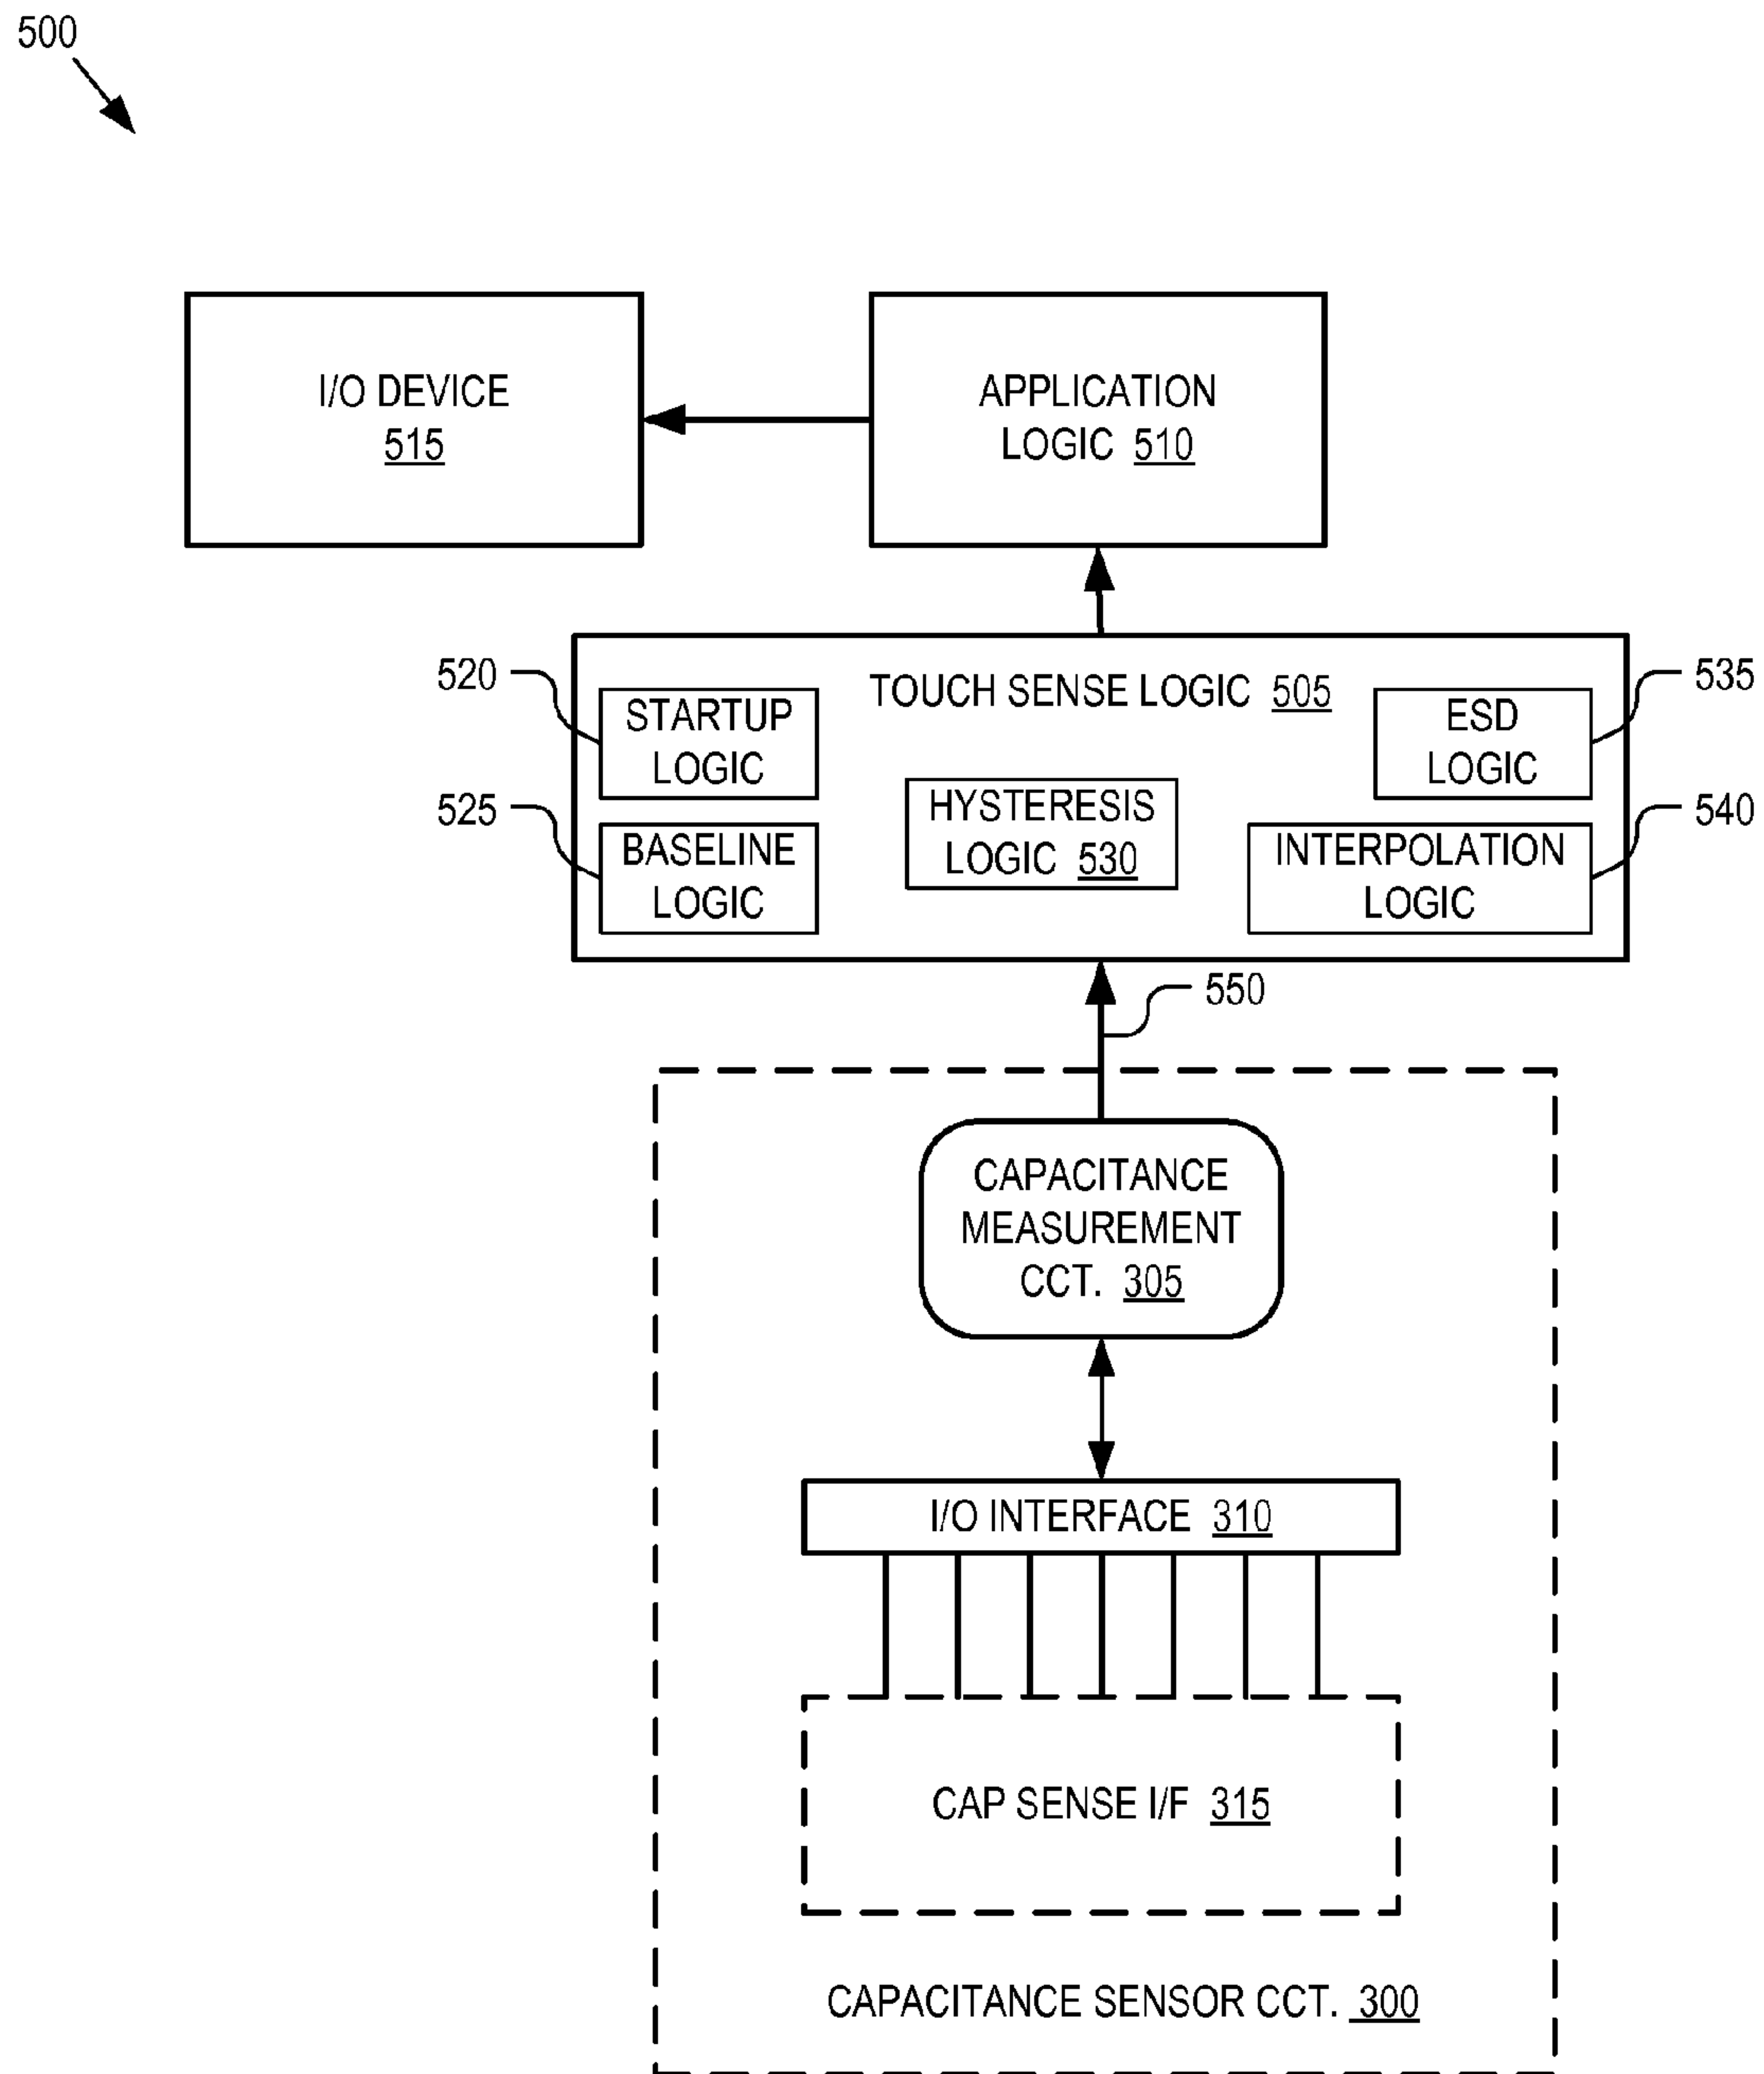 500
I/O DEVICE
515
APPLICATION
LOGIC 510
520
TOUCH SENSE LOGIC 505
535
STARTUP
LOGIC
ESD
LOGIC
525
HYSTERESIS
LOGIC 530
540
BASELINE
LOGIC
INTERPOLATION
LOGIC
550
CAPACITANCE
MEASUREMENT
CCT. 305
I/O INTERFACE 310
CAP SENSE I/F 315
CAPACITANCE SENSOR CCT. 300